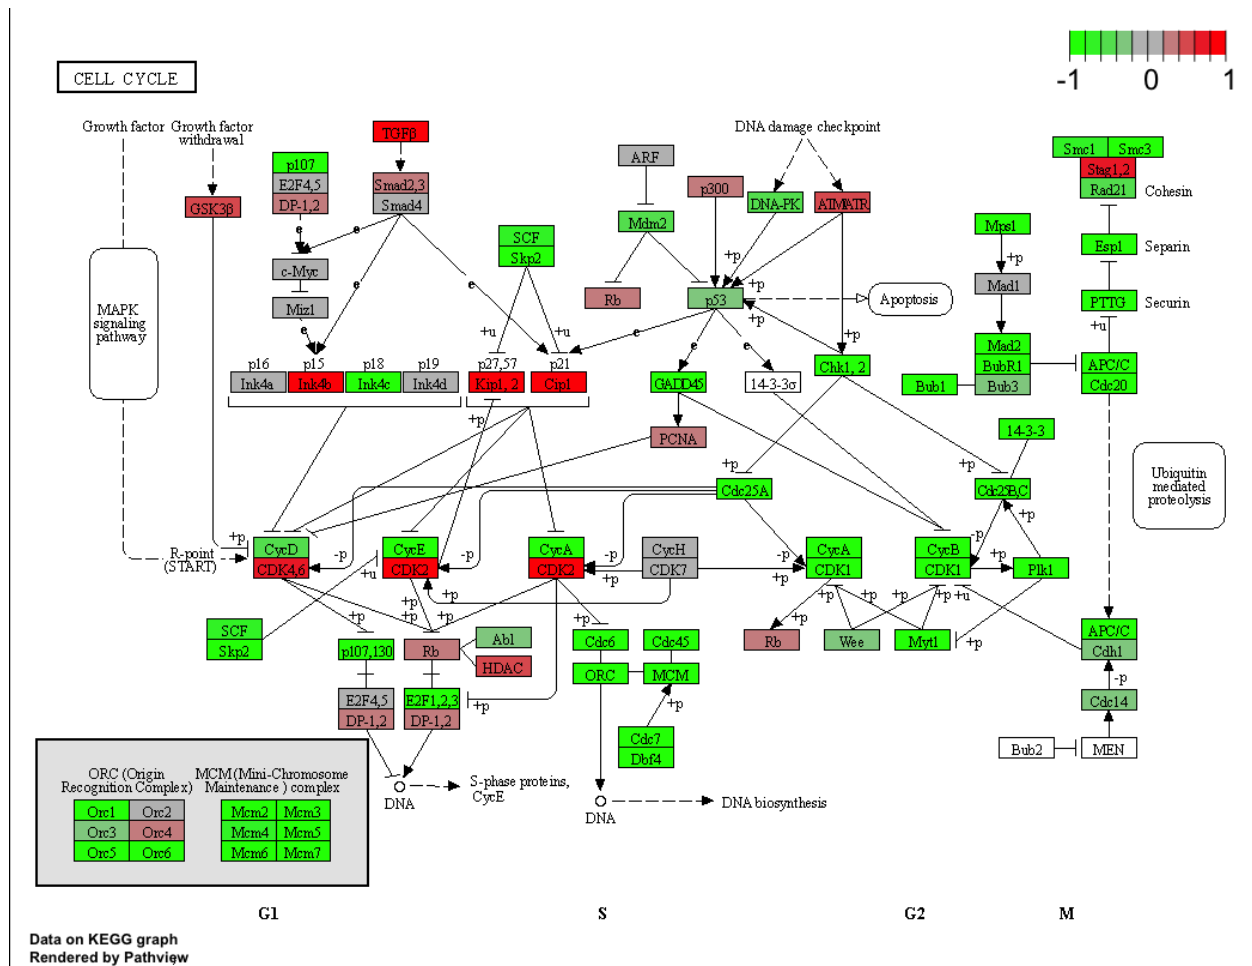 -1 0 1
CELL CYCLE
Growth factor
Growth factor
withdrawal
TGFβ
DNA damage checkpoint
p107
E2F4,5
DP-1,2
Smad2,3
Smad4
GSK3β
ARF
p300
DNA-PK
ATM/ATR
Mdm2
Smc1 Smc3
Stag1,2
Rad21
Cohesin
SCF
Skp2
Mps1
+p
Esp1
Separin
e
e
c-Myc
Miz1
e
e
e
Rb
p53
+p
+p
+p
Apoptosis
Mad1
PTTG
Securin
MAPK
signaling
pathway
+u
+u
e
e
+p
+u
p16
Ink4a
p15
Ink4b
p18
Ink4c
p19
Ink4d
p27,57
Kip1, 2
p21
Cip1
GADD45
14-3-3σ
Chk1, 2
Mad2
BubR1
Bub3
Bub1
APC/C
Cdc20
+p
PCNA
14-3-3
+p
Cdc25A
+p
Cdc25B,C
Ubiquitin
mediated
proteolysis
R-point
(START)
+p
CycD
CDK4,6
-p
CycE
CDK2
-p
+u
CycA
CDK2
-p
+p
CycH
CDK7
-p
+p
CycA
CDK1
-p
CycB
CDK1
+p
+p
Plk1
+u
+p
+p
+p
+p
+p
+p
+p
+p
+p
SCF
Skp2
p107,130
Rb
Abl
HDAC
Cdc6
Cdc45
ORC
MCM
+p
Rb
Wee
Myt1
APC/C
Cdh1
-p
Cdc14
E2F4,5
DP-1,2
E2F1,2,3
DP-1,2
+p
Cdc7
Dbf4
Bub2
MEN
DNA
S-phase proteins,
CycE
DNA
DNA biosynthesis
ORC (Origin
Recognition Complex)
MCM (Mini-Chromosome
Maintenance ) complex
Orc1 Orc2
Orc3 Orc4
Orc5 Orc6
Mcm2 Mcm3
Mcm4 Mcm5
Mcm6 Mcm7
G1 S G2 M
Data on KEGG graph
Rendered by Pathview